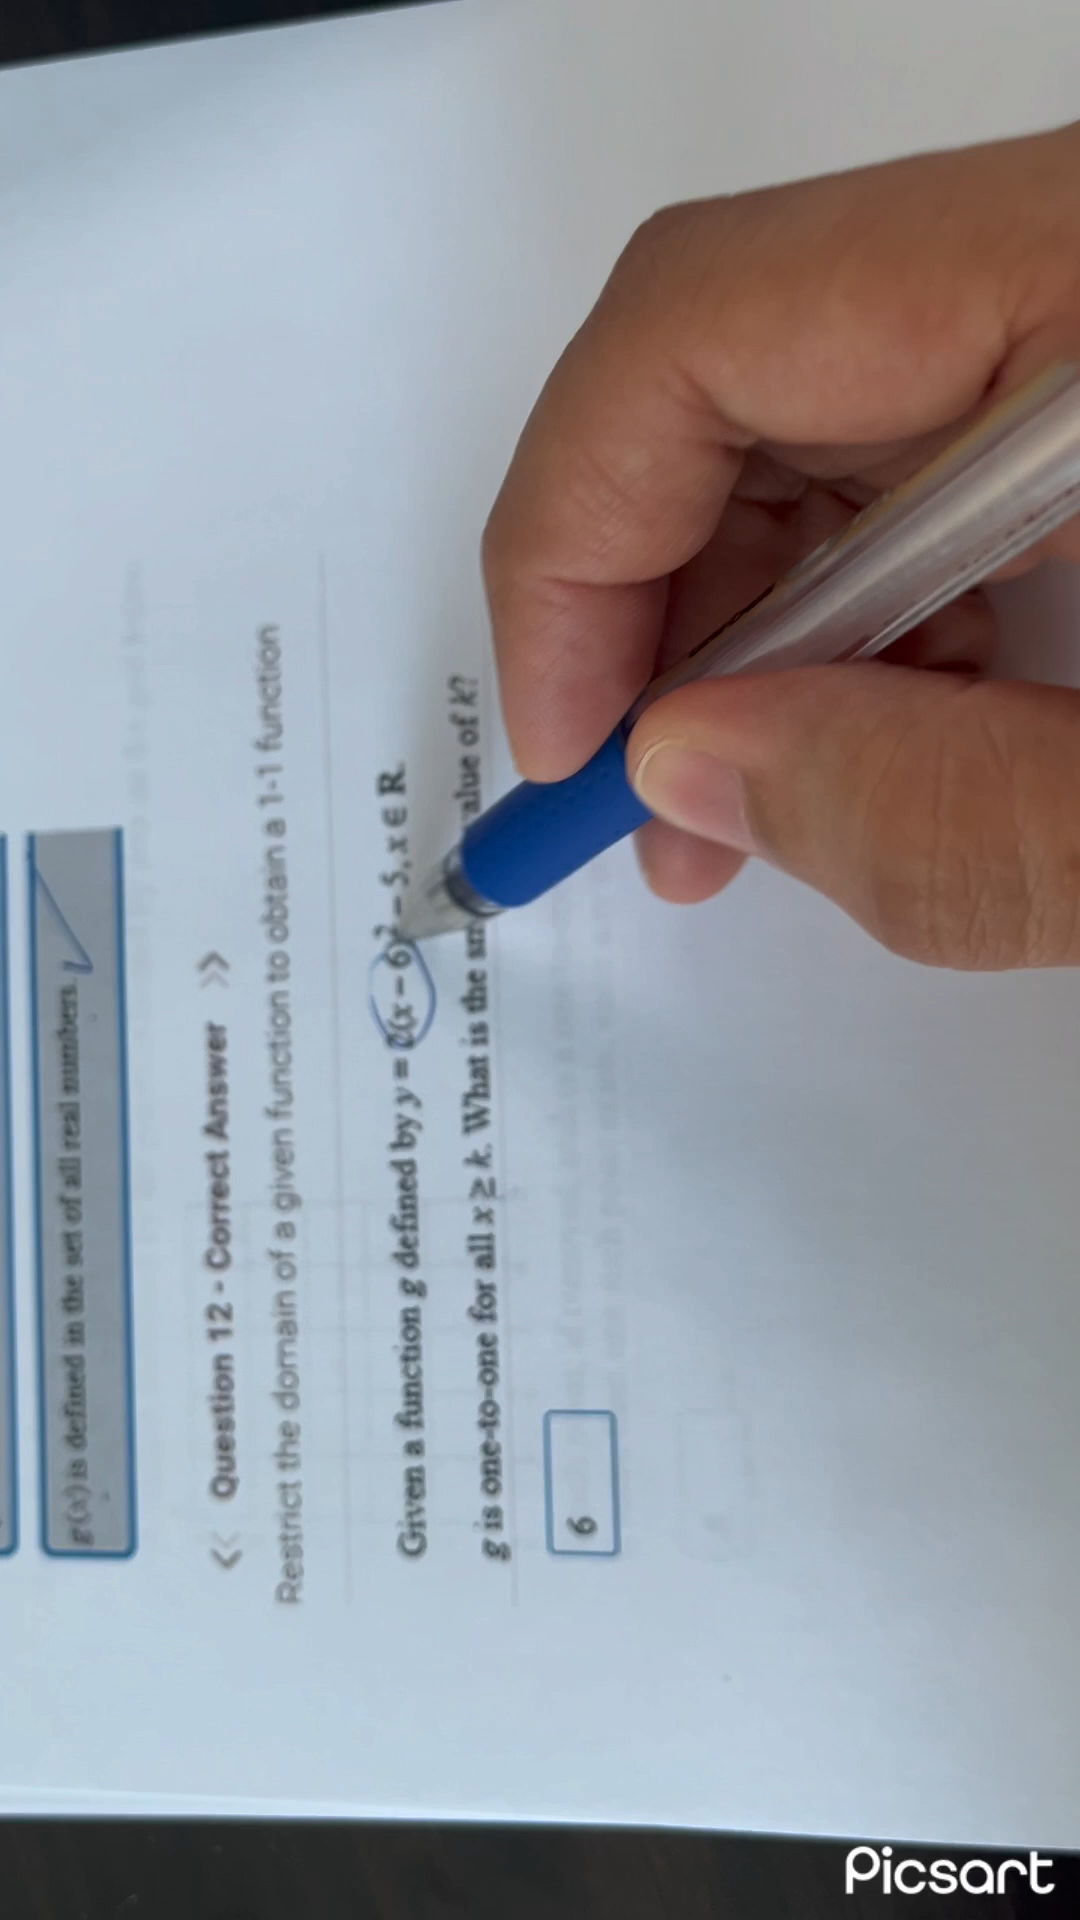 g(x) is defined in the set of all real numbers.
<< Question 12 - Correct Answer >>
Restrict the domain of a given function to obtain a 1-1 function
Given a function g defined by y = 2(x − 6)² − 5, x ∈ R.
g is one-to-one for all x ≥ k. What is the value of k?
6
Picsart